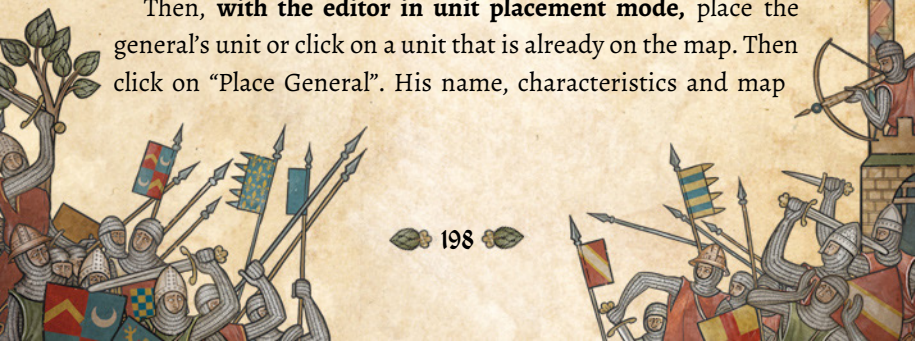 Then, with the editor in unit placement mode, place the
general’s unit or click on a unit that is already on the map. Then
click on “Place General”. His name, characteristics and map
198